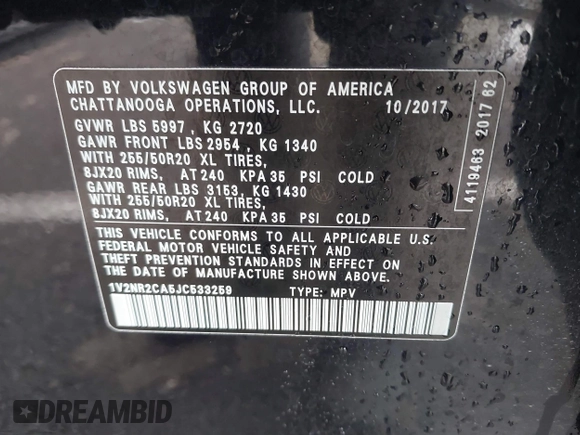 MFD BY VOLKSWAGEN GROUP OF AMERICA
CHATTANOOGA OPERATIONS, LLC. 10/2017
GVWR LBS 5997 , KG 2720
GAWR FRONT LBS 2954 , KG 1340
WITH 255/50R20 XL TIRES,
8JX20 RIMS, AT 240 KPA 35 PSI COLD
GAWR REAR LBS 3153, KG 1430
WITH 255/50R20 XL TIRES,
8JX20 RIMS, AT 240 KPA 35 PSI COLD
THIS VEHICLE CONFORMS TO ALL APPLICABLE U.S.
FEDERAL MOTOR VEHICLE SAFETY AND
THEFT PREVENTION STANDARDS IN EFFECT ON
THE DATE OF MANUFACTURE SHOWN ABOVE.
1V2NR2CA5JC533259 TYPE: MPV
4119463 2017 82
DREAMBID